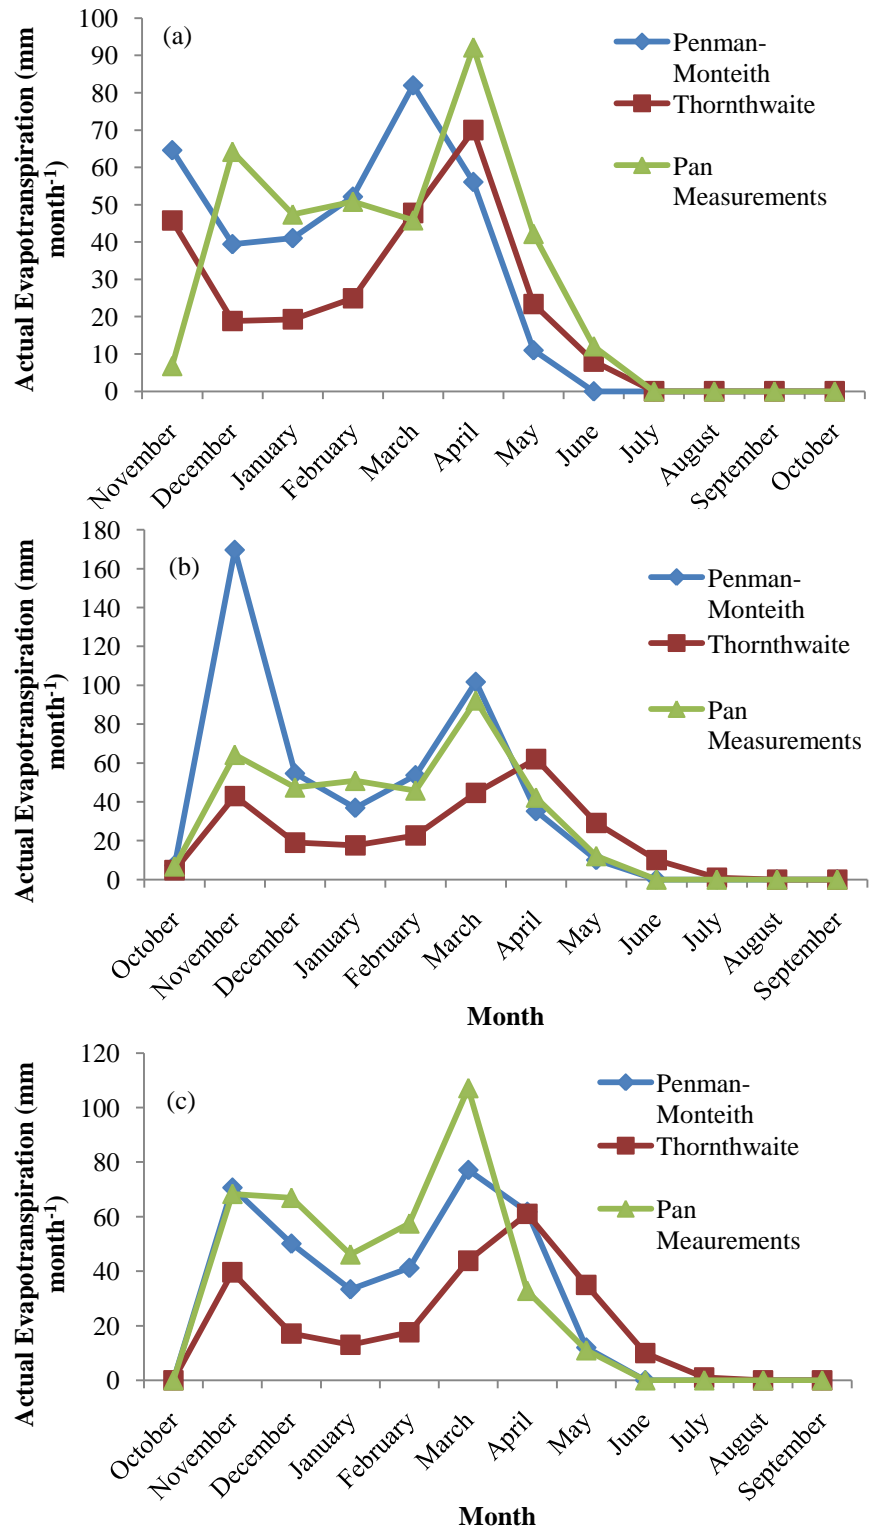 Actual Evapotranspiration (mm
month-1)
100
90
80
70
60
50
40
30
20
10
0
(a)
Penman-
Monteith
Thornthwaite
Pan
Measurements
November
December
January
February
March
April
May
June
July
August
September
October
Actual Evapotranspiration (mm
month-1)
180
160
140
120
100
80
60
40
20
0
(b)
Penman-
Monteith
Thornthwaite
Pan
Measurements
October
November
December
January
February
March
April
May
June
July
August
September
Month
Actual Evapotranspiration (mm
month-1)
120
100
80
60
40
20
0
(c)
Penman-
Monteith
Thornthwaite
Pan
Meaurements
October
November
December
January
February
March
April
May
June
July
August
September
Month